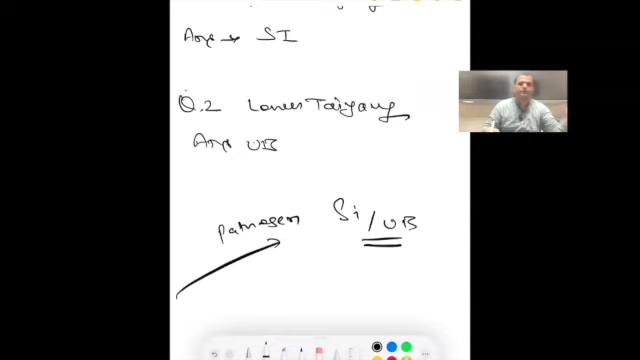 Ans → SI
Q.2 Lower Taiyang
Ans UB
pathogen Si / UB